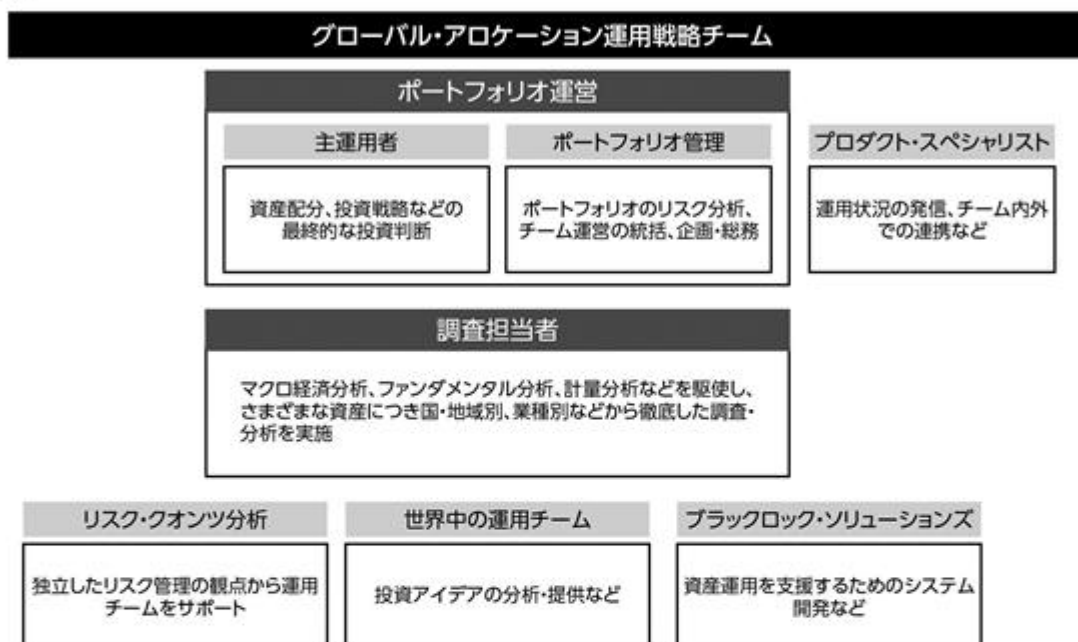 グローバル・アロケーション運用戦略チーム
ポートフォリオ運営
主運用者
ポートフォリオ管理
プロダクト・スペシャリスト
資産配分、投資戦略などの
最終的な投資判断
ポートフォリオのリスク分析、
チーム運営の統括、企画・総務
運用状況の発信、チーム内外
での連携など
調査担当者
マクロ経済分析、ファンダメンタル分析、計量分析などを駆使し、
さまざまな資産につき国・地域別、業種別などから徹底した調査・
分析を実施
リスク・クオンツ分析
世界中の運用チーム
ブラックロック・ソリューションズ
独立したリスク管理の観点から運用
チームをサポート
投資アイデアの分析・提供など
資産運用を支援するためのシステム
開発など